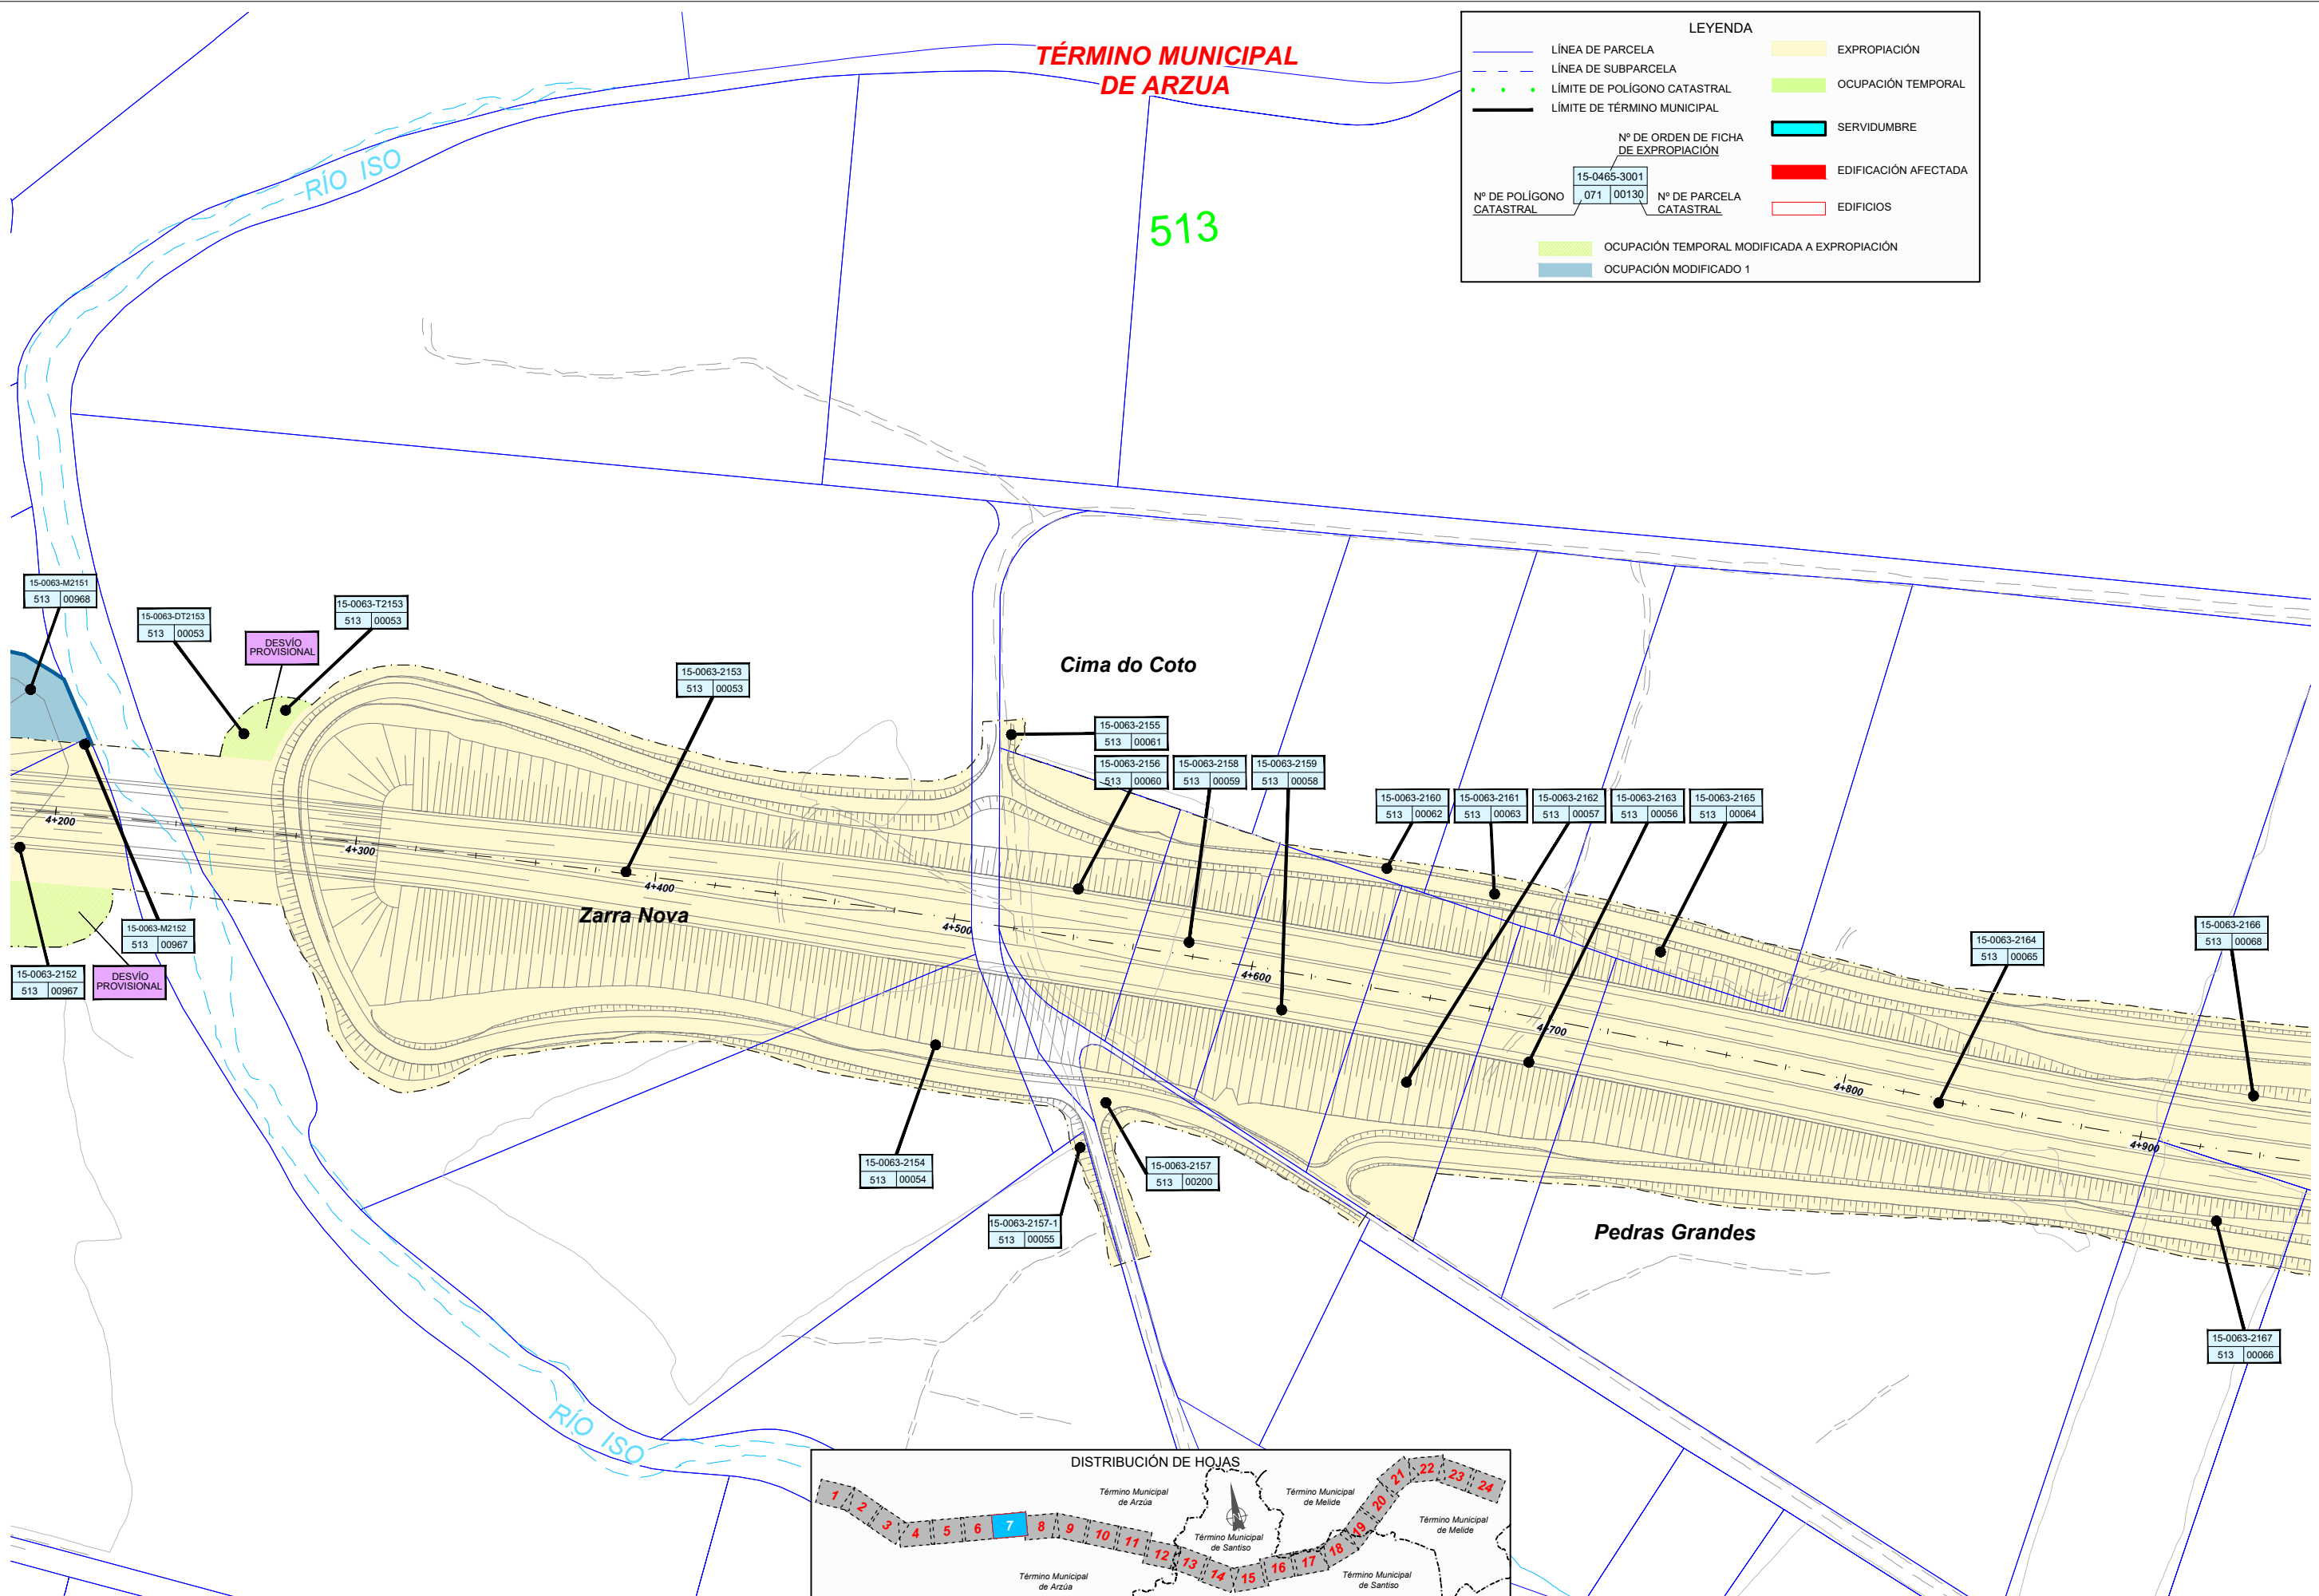 TÉRMINO MUNICIPAL
DE ARZUA
LEYENDA
LÍNEA DE PARCELA
LÍNEA DE SUBPARCELA
LÍMITE DE POLÍGONO CATASTRAL
LÍMITE DE TÉRMINO MUNICIPAL
Nº DE ORDEN DE FICHA
DE EXPROPIACIÓN
15-0465-3001
071 00130
Nº DE POLÍGONO
CATASTRAL
Nº DE PARCELA
CATASTRAL
EXPROPIACIÓN
OCUPACIÓN TEMPORAL
SERVIDUMBRE
EDIFICACIÓN AFECTADA
EDIFICIOS
OCUPACIÓN TEMPORAL MODIFICADA A EXPROPIACIÓN
OCUPACIÓN MODIFICADO 1
RÍO ISO
513
15-0063-M2151
513 00968
15-0063-DT2153
513 00053
DESVÍO
PROVISIONAL
15-0063-T2153
513 00053
15-0063-2153
513 00053
Cima do Coto
15-0063-2155
513 00061
15-0063-2156
513 00060
15-0063-2158
513 00059
15-0063-2159
513 00058
15-0063-2160
513 00062
15-0063-2161
513 00063
15-0063-2162
513 00057
15-0063-2163
513 00056
15-0063-2165
513 00064
4+200
4+300
4+400
4+500
4+600
4+700
4+800
4+900
Zarra Nova
15-0063-M2152
513 00967
15-0063-2152
513 00967
DESVÍO
PROVISIONAL
15-0063-2164
513 00065
15-0063-2166
513 00068
15-0063-2154
513 00054
15-0063-2157
513 00200
15-0063-2157-1
513 00055
Pedras Grandes
15-0063-2167
513 00066
RÍO ISO
DISTRIBUCIÓN DE HOJAS
1 2 3 4 5 6 7 8 9 10 11 12 13 14 15 16 17 18 19 20 21 22 23 24
Término Municipal
de Arzúa
Término Municipal
de Melide
Término Municipal
de Santiso
Término Municipal
de Melide
Término Municipal
de Arzúa
Término Municipal
de Santiso